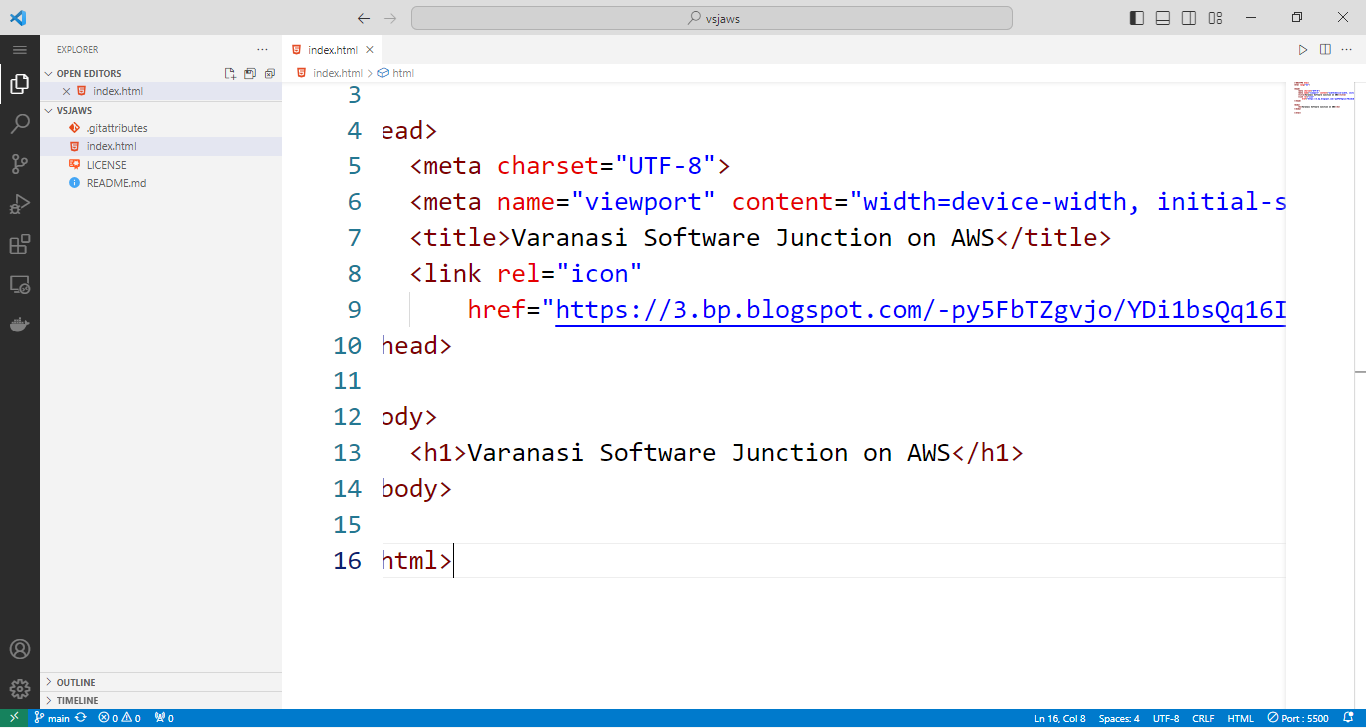 vsjaws
EXPLORER
index.html
OPEN EDITORS
index.html
VSJAWS
.gitattributes
index.html
LICENSE
README.md
OUTLINE
TIMELINE
index.html > html
3
4 ead>
5 <meta charset="UTF-8">
6 <meta name="viewport" content="width=device-width, initial-s
7 <title>Varanasi Software Junction on AWS</title>
8 <link rel="icon"
9 href="https://3.bp.blogspot.com/-py5FbTZgvjo/YDi1bsQq16I
10 head>
11
12 ody>
13 <h1>Varanasi Software Junction on AWS</h1>
14 body>
15
16 html>
main 0 0 0 Ln 16, Col 8 Spaces: 4 UTF-8 CRLF HTML Port : 5500